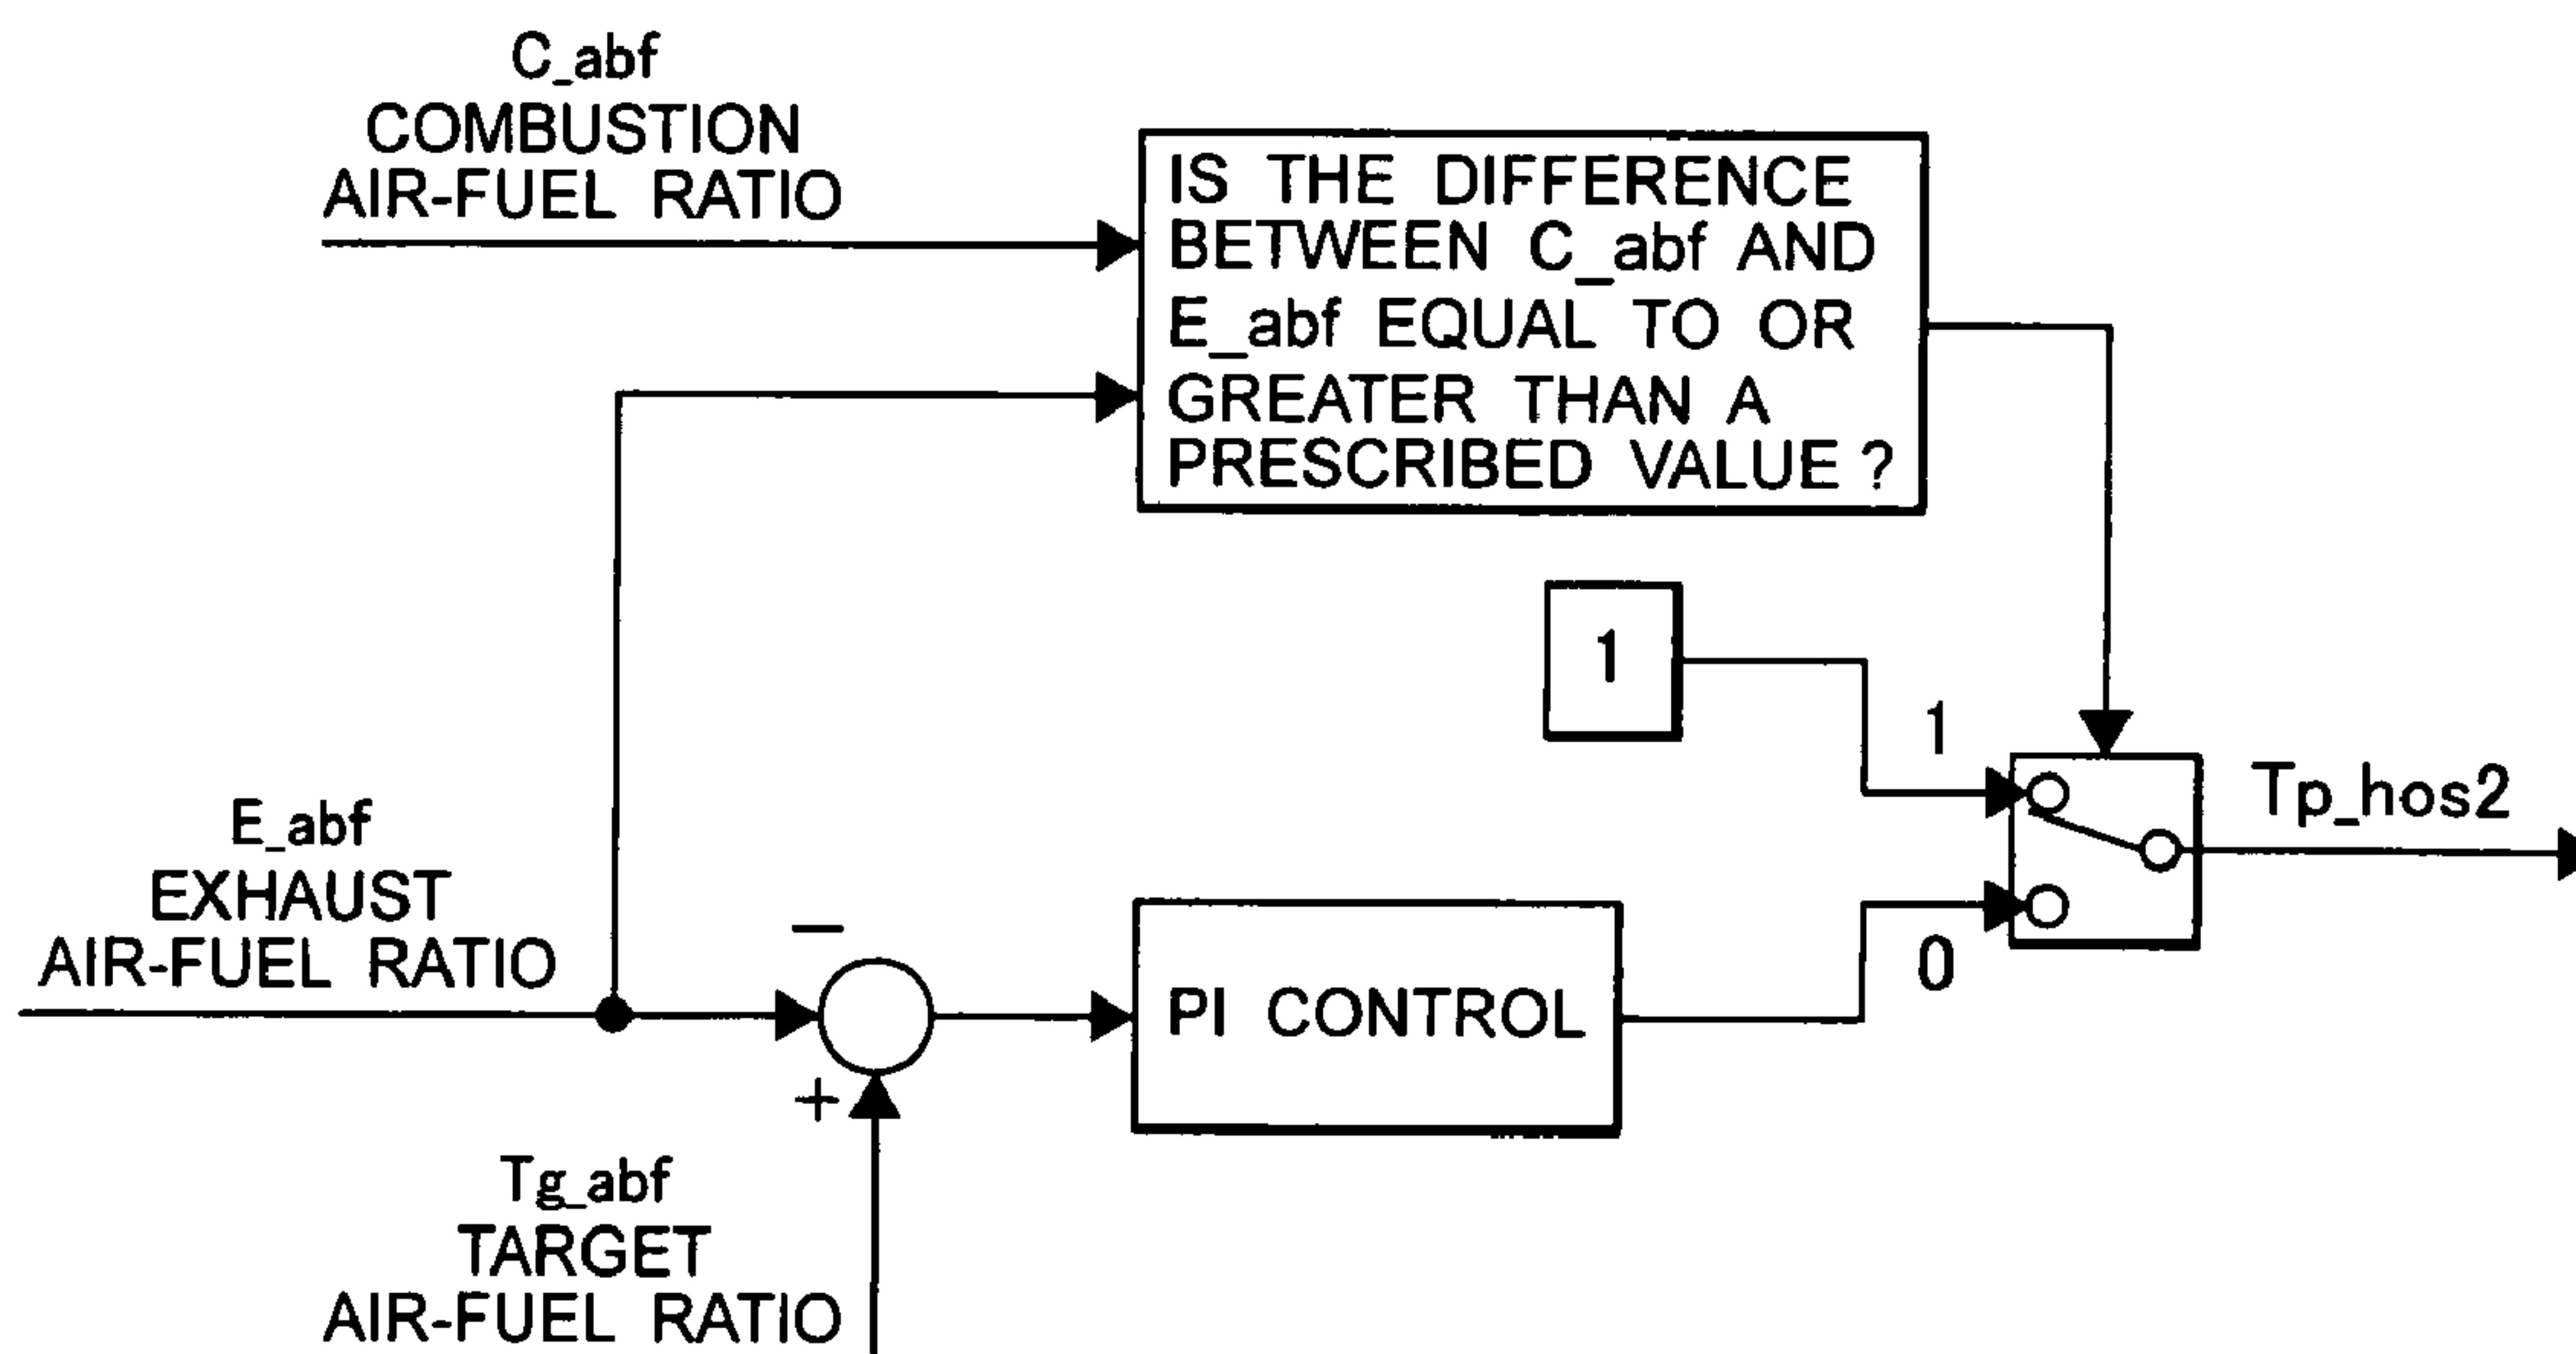 C_abf
COMBUSTION
AIR-FUEL RATIO
IS THE DIFFERENCE
BETWEEN C_abf AND
E_abf EQUAL TO OR
GREATER THAN A
PRESCRIBED VALUE ?
1
1
Tp_hos2
E_abf
EXHAUST
AIR-FUEL RATIO
−
PI CONTROL
0
+
Tg_abf
TARGET
AIR-FUEL RATIO